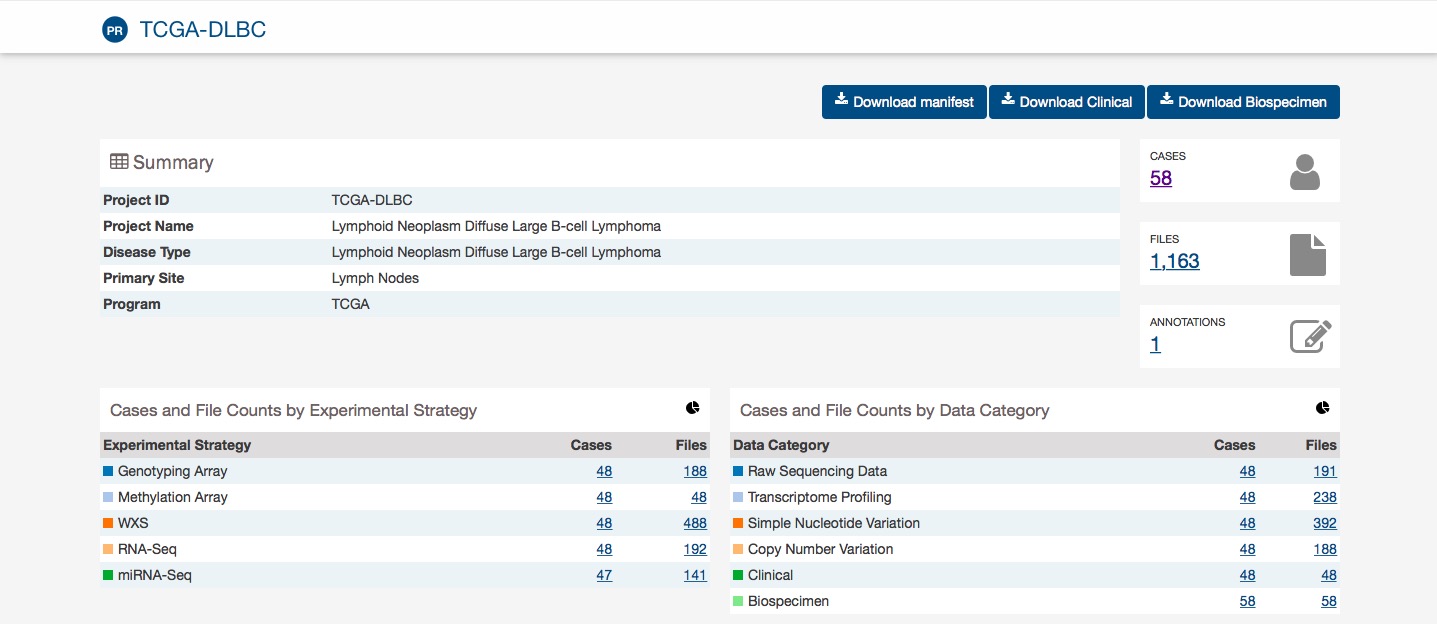 PR TCGA-DLBC
Download manifest Download Clinical Download Biospecimen
Summary
Project ID TCGA-DLBC
Project Name Lymphoid Neoplasm Diffuse Large B-cell Lymphoma
Disease Type Lymphoid Neoplasm Diffuse Large B-cell Lymphoma
Primary Site Lymph Nodes
Program TCGA
CASES
58
FILES
1,163
ANNOTATIONS
1
Cases and File Counts by Experimental Strategy
Experimental Strategy Cases Files
Genotyping Array 48 188
Methylation Array 48 48
WXS 48 488
RNA-Seq 48 192
miRNA-Seq 47 141
Cases and File Counts by Data Category
Data Category Cases Files
Raw Sequencing Data 48 191
Transcriptome Profiling 48 238
Simple Nucleotide Variation 48 392
Copy Number Variation 48 188
Clinical 48 48
Biospecimen 58 58